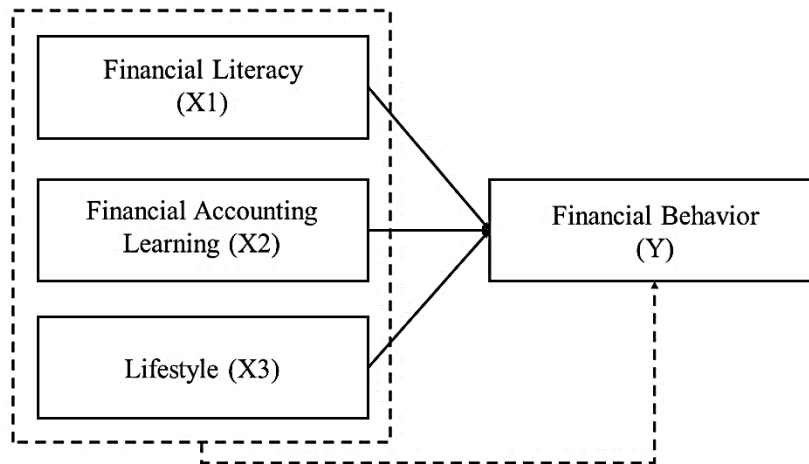 Financial Literacy
(X1)
Financial Accounting
Learning (X2)
Lifestyle (X3)
Financial Behavior
(Y)